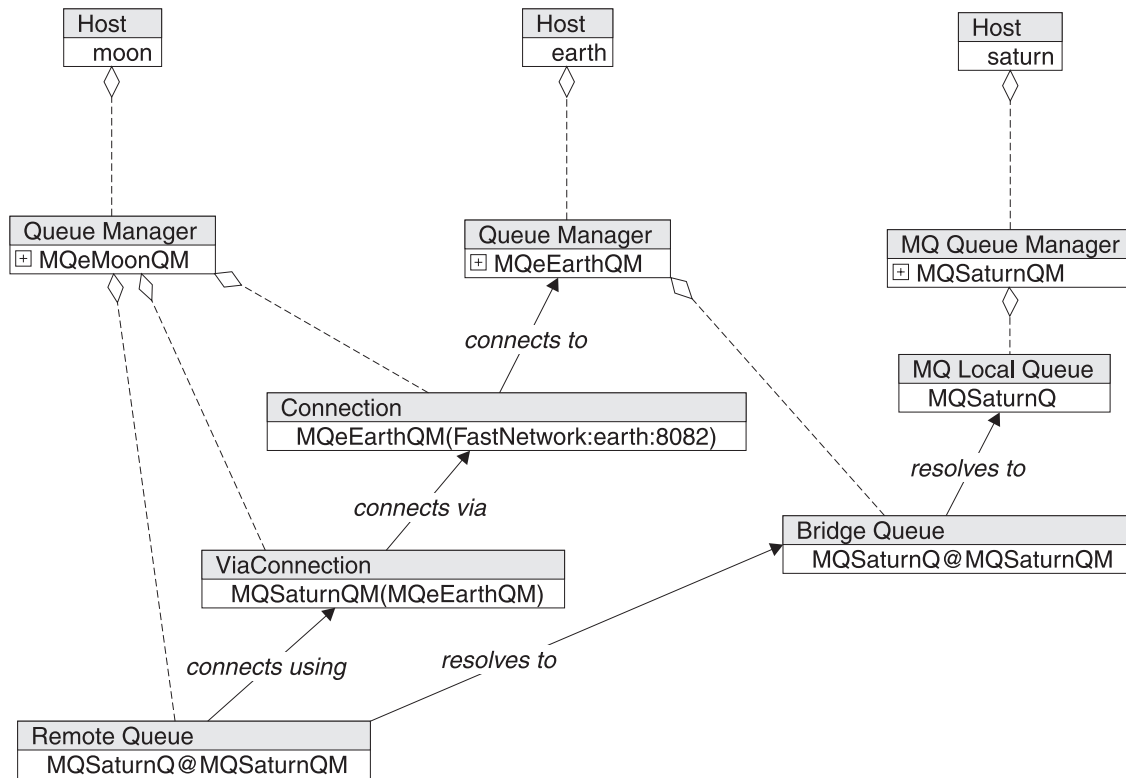 Host
moon
Host
earth
Host
saturn
Queue Manager
MQeMoonQM
Queue Manager
MQeEarthQM
MQ Queue Manager
MQSaturnQM
connects to
MQ Local Queue
MQSaturnQ
Connection
MQeEarthQM(FastNetwork:earth:8082)
resolves to
connects via
Bridge Queue
MQSaturnQ@MQSaturnQM
ViaConnection
MQSaturnQM(MQeEarthQM)
connects using
resolves to
Remote Queue
MQSaturnQ@MQSaturnQM